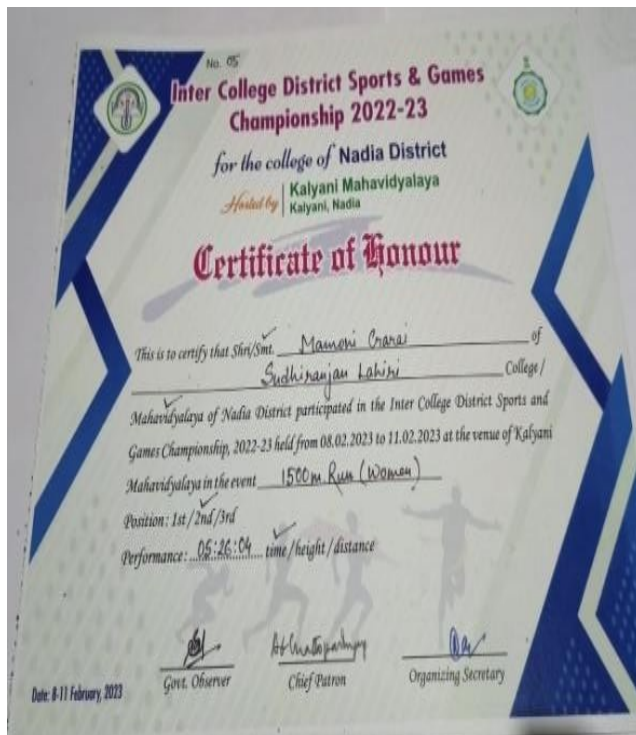 No. 05
Inter College District Sports & Games
Championship 2022-23
for the college of Nadia District
Hosted by Kalyani Mahavidyalaya
Kalyani, Nadia
Certificate of Honour
This is to certify that Shri/Smt. Mamoni Gharai of
Sudhiranjan Lahiri College /
Mahavidyalaya of Nadia District participated in the Inter College District Sports and
Games Championship, 2022-23 held from 08.02.2023 to 11.02.2023 at the venue of Kalyani
Mahavidyalaya in the event 1500m Run (Women)
Position : 1st / 2nd / 3rd
Performance : 05:26:04 time / height / distance
Govt. Observer
Chief Patron
Organizing Secretary
Date: 8-11 February, 2023